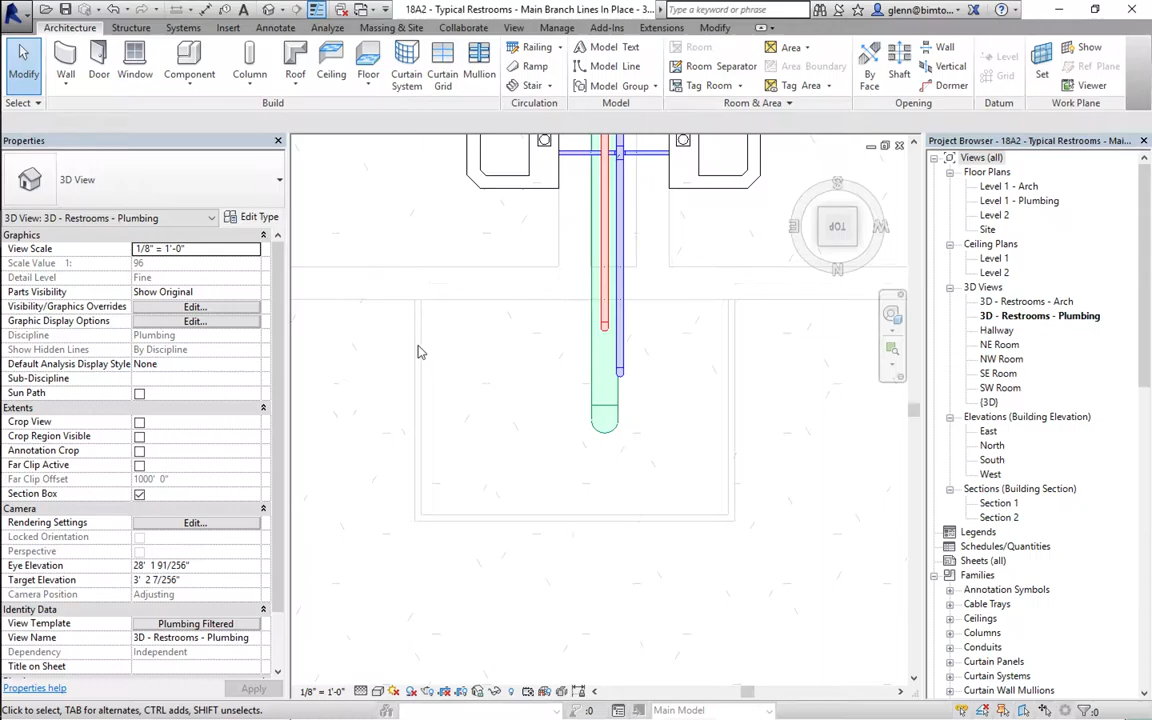 18A2 - Typical Restrooms - Main Branch Lines In Place - 3...
Type a keyword or phrase
glenn@bimto...
Architecture Structure Systems Insert Annotate Analyze Massing & Site Collaborate View Manage Add-Ins Extensions Modify
Modify Wall Door Window Component Column Roof Ceiling Floor Curtain System Curtain Grid Mullion
Railing Ramp Stair
Model Text Model Line Model Group
Room Room Separator Tag Room
Area Area Boundary Tag Area
By Face Shaft Wall Vertical Dormer
Level Grid
Set Show Ref Plane Viewer
Select Build Circulation Model Room & Area Opening Datum Work Plane
Properties
3D View
3D View: 3D - Restrooms - Plumbing Edit Type
Graphics
View Scale 1/8" = 1'-0"
Scale Value 1: 96
Detail Level Fine
Parts Visibility Show Original
Visibility/Graphics Overrides Edit...
Graphic Display Options Edit...
Discipline Plumbing
Show Hidden Lines By Discipline
Default Analysis Display Style None
Sub-Discipline
Sun Path
Extents
Crop View
Crop Region Visible
Annotation Crop
Far Clip Active
Far Clip Offset 1000' 0"
Section Box
Camera
Rendering Settings Edit...
Locked Orientation
Perspective
Eye Elevation 28' 1 91/256"
Target Elevation 3' 2 7/256"
Camera Position Adjusting
Identity Data
View Template Plumbing Filtered
View Name 3D - Restrooms - Plumbing
Dependency Independent
Title on Sheet
Properties help Apply
S
E TOP W
N
1/8" = 1'-0"
Project Browser - 18A2 - Typical Restrooms - Mai...
Views (all)
Floor Plans
Level 1 - Arch
Level 1 - Plumbing
Level 2
Site
Ceiling Plans
Level 1
Level 2
3D Views
3D - Restrooms - Arch
3D - Restrooms - Plumbing
Hallway
NE Room
NW Room
SE Room
SW Room
{3D}
Elevations (Building Elevation)
East
North
South
West
Sections (Building Section)
Section 1
Section 2
Legends
Schedules/Quantities
Sheets (all)
Families
Annotation Symbols
Cable Trays
Ceilings
Columns
Conduits
Curtain Panels
Curtain Systems
Curtain Wall Mullions
Click to select, TAB for alternates, CTRL adds, SHIFT unselects.
:0
Main Model
:0